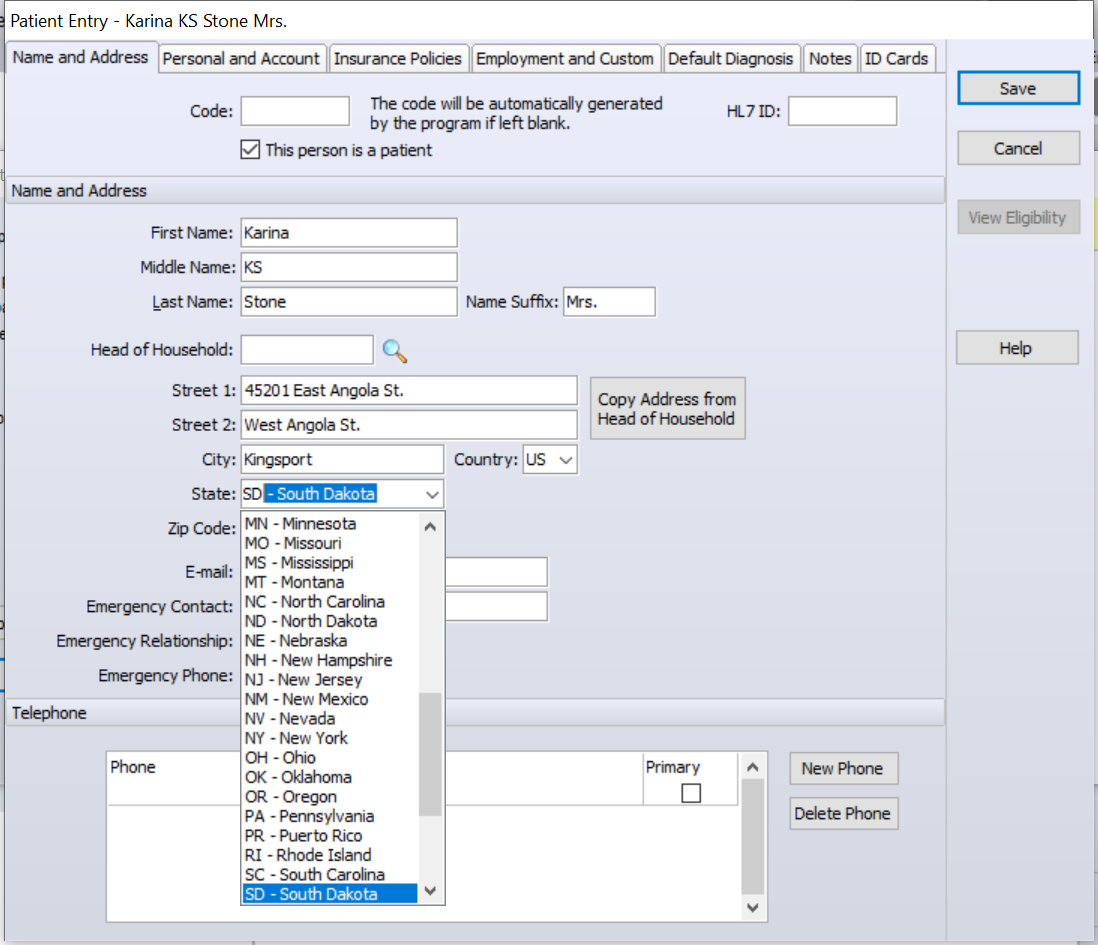 Patient Entry - Karina KS Stone Mrs.
Name and Address Personal and Account Insurance Policies Employment and Custom Default Diagnosis Notes ID Cards
Save
Code: The code will be automatically generated by the program if left blank. HL7 ID:
This person is a patient
Cancel
Name and Address
View Eligibility
First Name: Karina
Middle Name: KS
Last Name: Stone Name Suffix: Mrs.
Head of Household:
Help
Street 1: 45201 East Angola St.
Copy Address from
Head of Household
Street 2: West Angola St.
City: Kingsport Country: US
State: SD - South Dakota
Zip Code:
E-mail:
Emergency Contact:
Emergency Relationship:
Emergency Phone:
MN - Minnesota
MO - Missouri
MS - Mississippi
MT - Montana
NC - North Carolina
ND - North Dakota
NE - Nebraska
NH - New Hampshire
NJ - New Jersey
NM - New Mexico
NV - Nevada
NY - New York
OH - Ohio
OK - Oklahoma
OR - Oregon
PA - Pennsylvania
PR - Puerto Rico
RI - Rhode Island
SC - South Carolina
SD - South Dakota
Telephone
Phone Primary
New Phone
Delete Phone